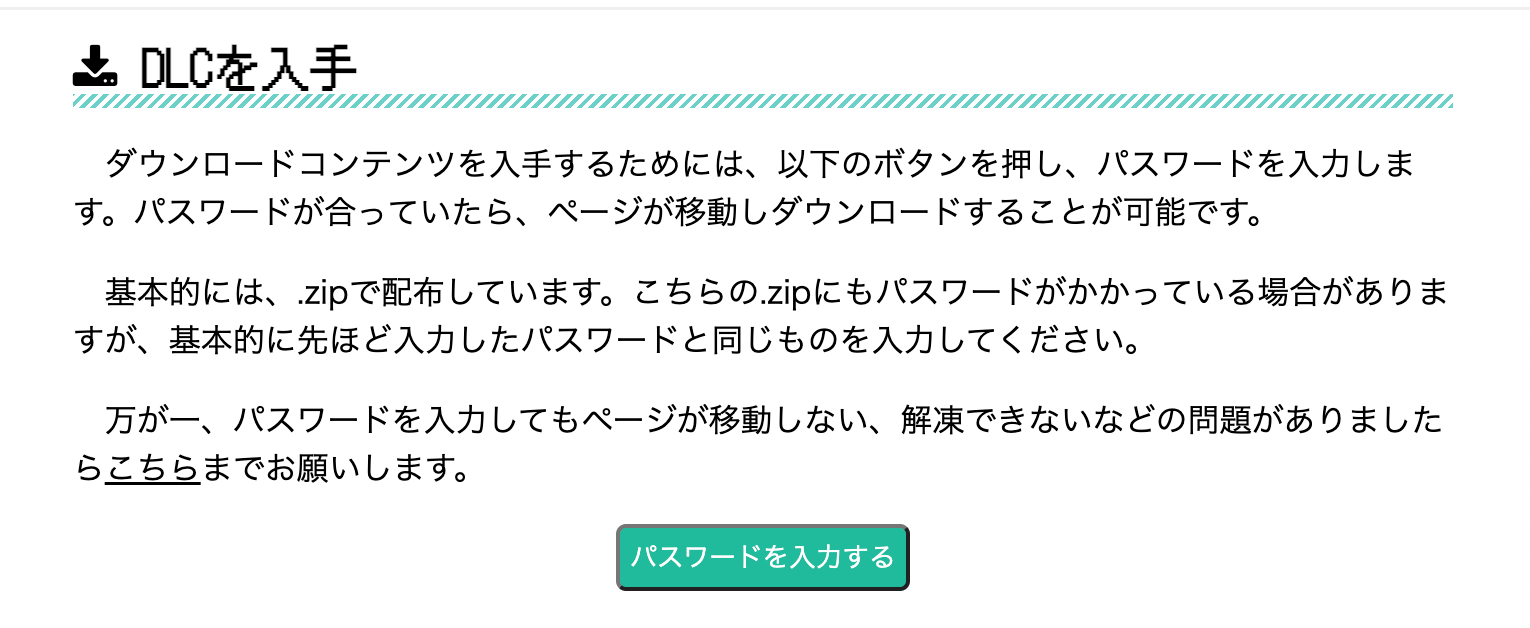 DLCを入手
　ダウンロードコンテンツを入手するためには、以下のボタンを押し、パスワードを入力しま
す。パスワードが合っていたら、ページが移動しダウンロードすることが可能です。
　基本的には、.zipで配布しています。こちらの.zipにもパスワードがかかっている場合がありま
すが、基本的に先ほど入力したパスワードと同じものを入力してください。
　万が一、パスワードを入力してもページが移動しない、解凍できないなどの問題がありました
らこちらまでお願いします。
パスワードを入力する